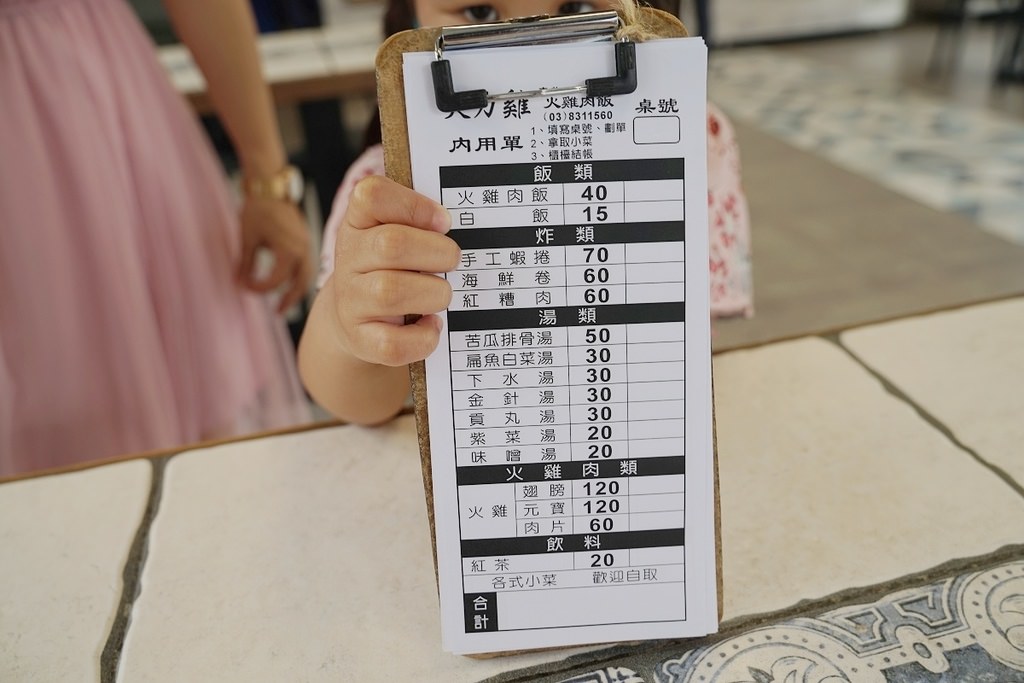 火雞 火雞肉飯 桌號
(03)8311560
內用單
1、填寫桌號、劃單
2、拿取小菜
3、櫃檯結帳
飯類
火雞肉飯 40
白飯 15
炸類
手工蝦捲 70
海鮮卷 60
紅糟肉 60
湯類
苦瓜排骨湯 50
扁魚白菜湯 30
下水湯 30
金針湯 30
貢丸湯 30
紫菜湯 20
味噌湯 20
火雞肉類
火雞 翅膀 120
元寶 120
肉片 60
飲料
紅茶 20
各式小菜 歡迎自取
合計